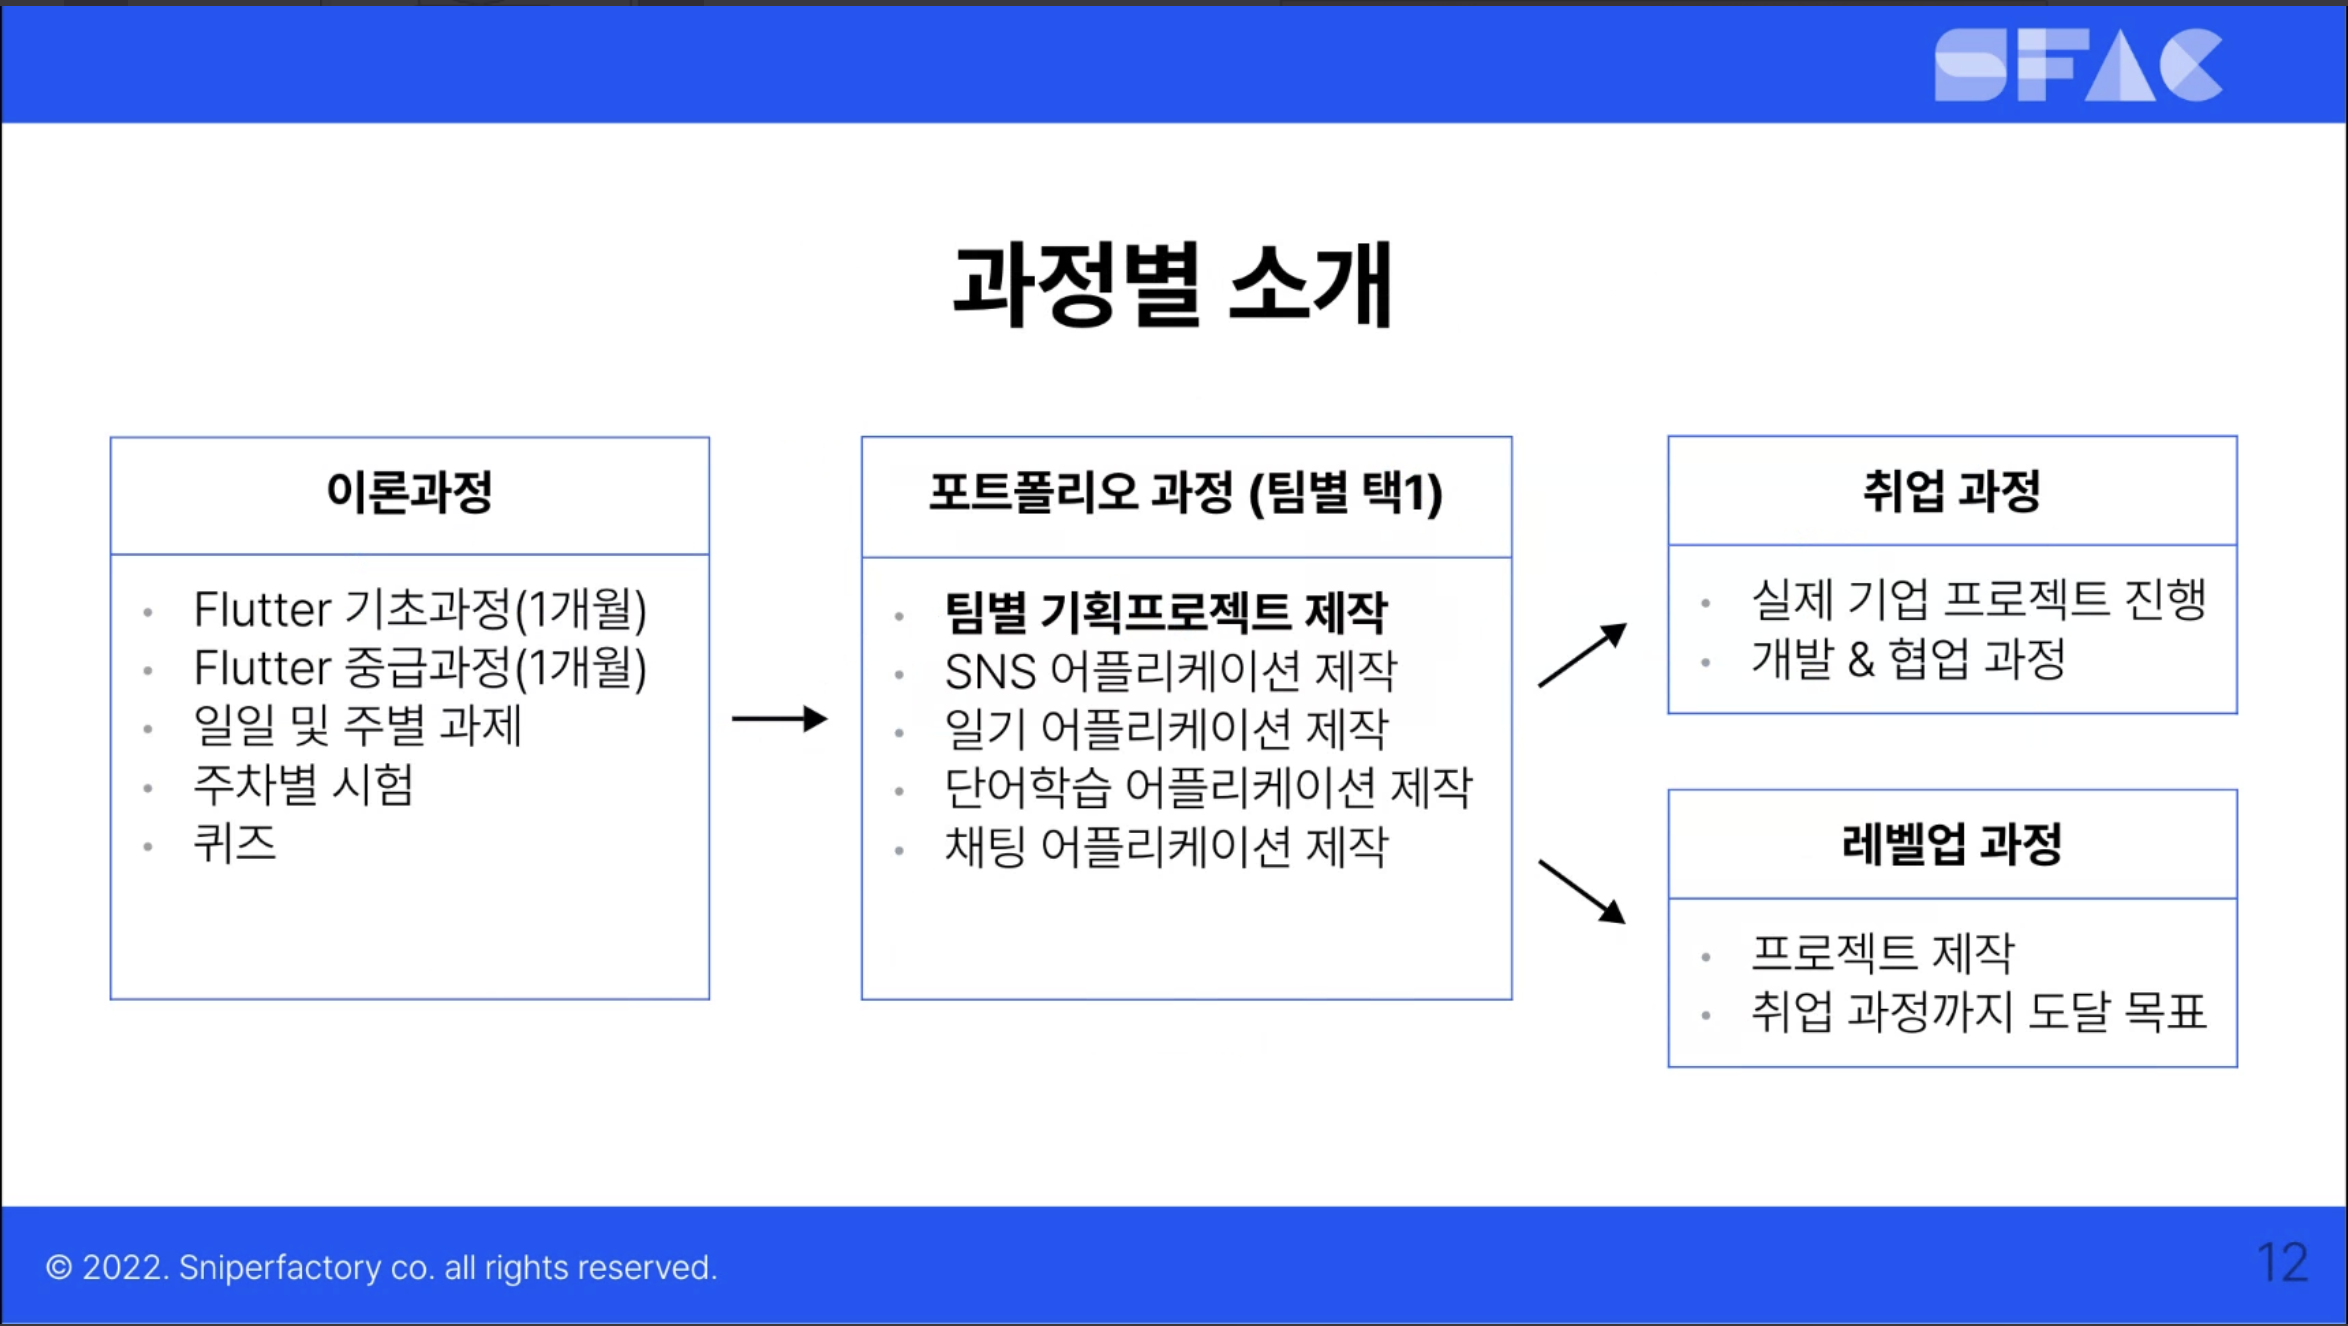 SFAC
과정별 소개
이론과정
Flutter 기초과정(1개월)
Flutter 중급과정(1개월)
일일 및 주별 과제
주차별 시험
퀴즈
포트폴리오 과정 (팀별 택1)
팀별 기획프로젝트 제작
SNS 어플리케이션 제작
일기 어플리케이션 제작
단어학습 어플리케이션 제작
채팅 어플리케이션 제작
취업 과정
실제 기업 프로젝트 진행
개발 & 협업 과정
레벨업 과정
프로젝트 제작
취업 과정까지 도달 목표
© 2022. Sniperfactory co. all rights reserved.
12